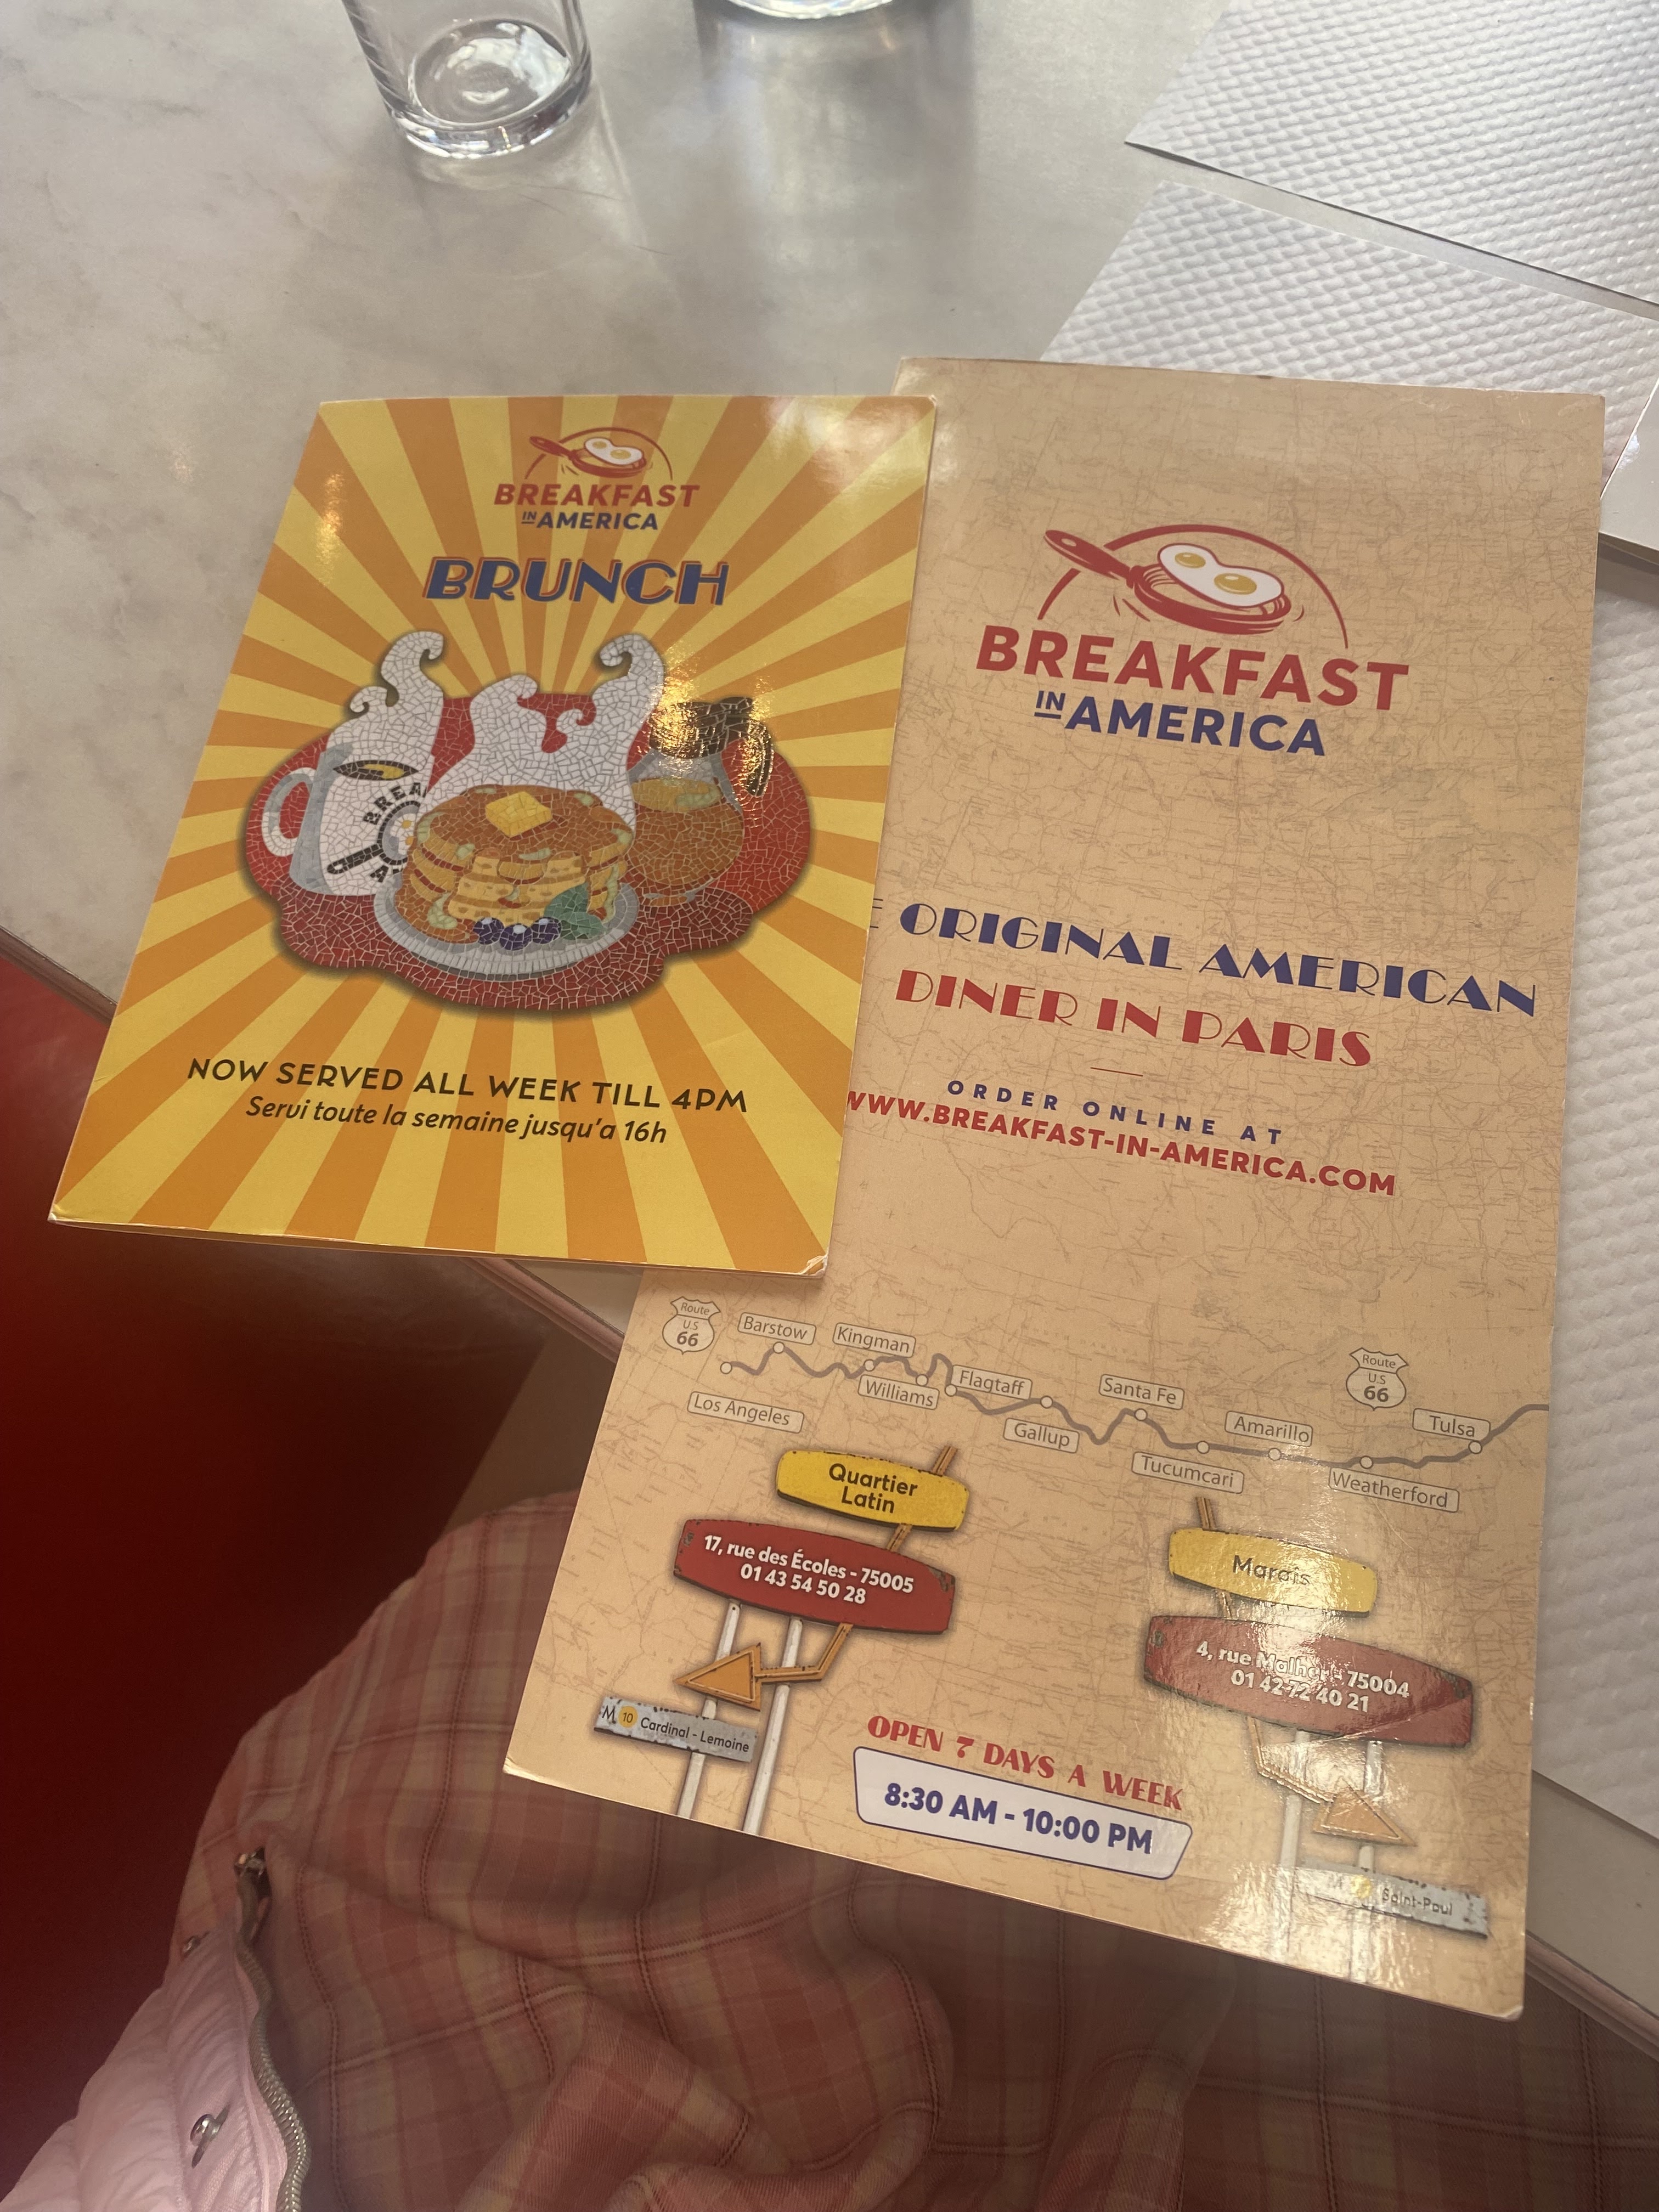 BREAKFAST
IN AMERICA
BRUNCH
BREA
NOW SERVED ALL WEEK TILL 4PM
Servi toute la semaine jusqu'a 16h
BREAKFAST
IN AMERICA
ORIGINAL AMERICAN
DINER IN PARIS
ORDER ONLINE AT
WWW.BREAKFAST-IN-AMERICA.COM
Route
U.S
66
Barstow
Kingman
Los Angeles
Williams
Flagtaff
Gallup
Santa Fe
Tucumcari
Amarillo
Route
U.S
66
Weatherford
Tulsa
Quartier
Latin
17, rue des Écoles - 75005
01 43 54 50 28
M 10 Cardinal - Lemoine
Marais
4, rue Malher - 75004
01 42 72 40 21
M Saint-Paul
OPEN 7 DAYS A WEEK
8:30 AM - 10:00 PM